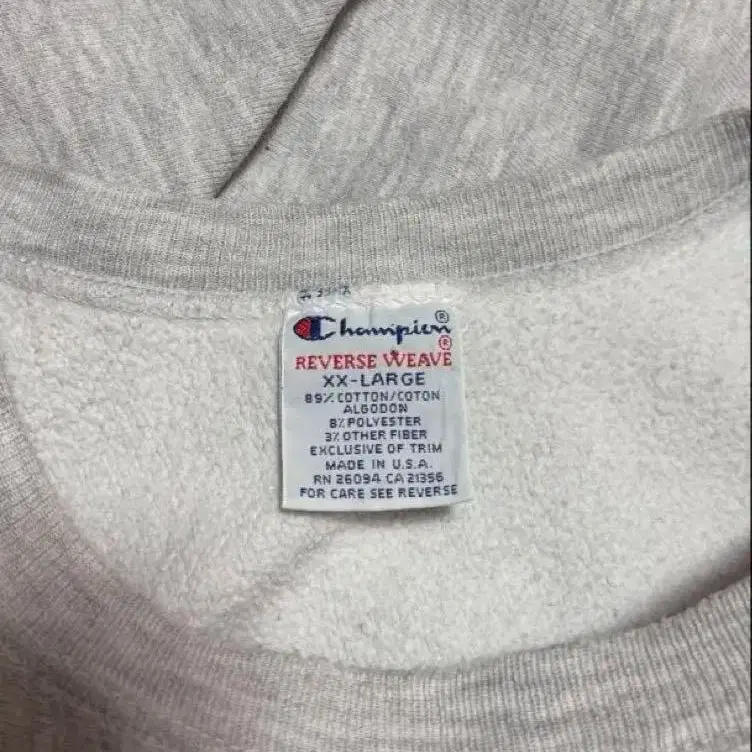 Champion®
REVERSE WEAVE®
XX-LARGE
89% COTTON/COTON
ALGODON
8% POLYESTER
3% OTHER FIBER
EXCLUSIVE OF TRIM
MADE IN U.S.A.
RN 26094 CA 21356
FOR CARE SEE REVERSE